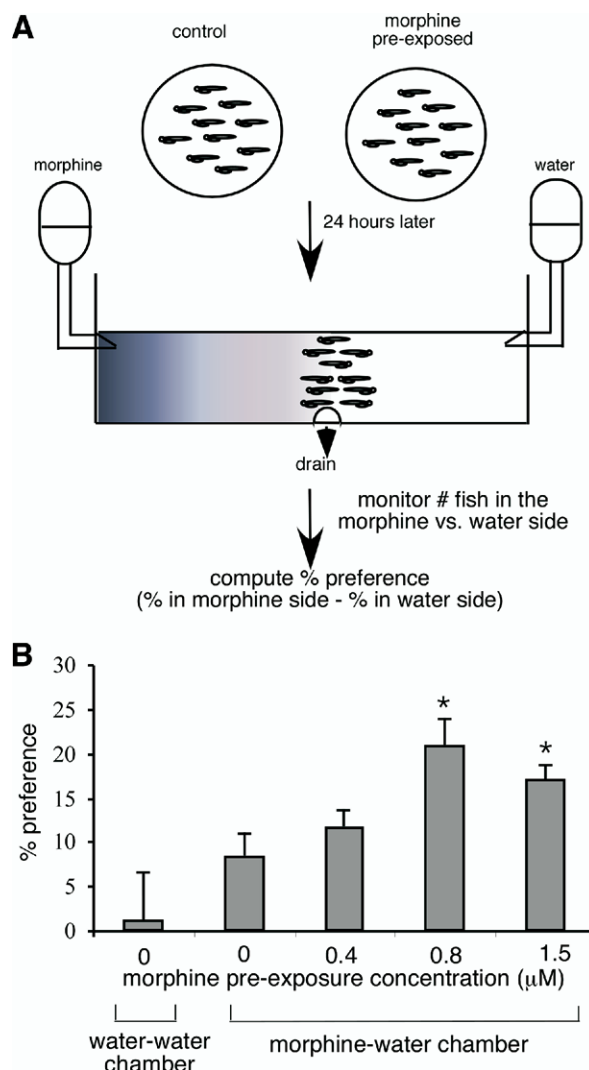 A
control
morphine
pre-exposed
morphine
water
24 hours later
drain
monitor # fish in the
morphine vs. water side
compute % preference
(% in morphine side - % in water side)
B
30
25
20
15
10
5
0
% preference
*
*
0 0 0.4 0.8 1.5
morphine pre-exposure concentration (μM)
water-water
chamber
morphine-water chamber